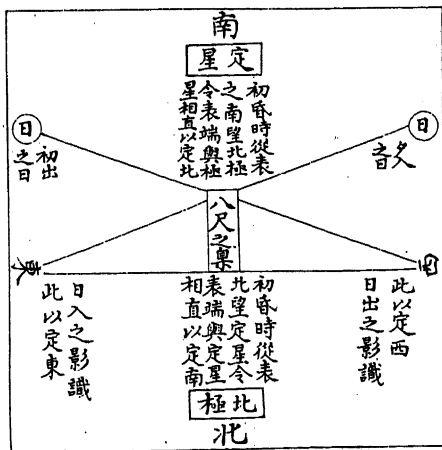 南
定星
初昏時從表
之南望北極
令表端與極
星相直以定北
日
夕入
之日
日
初出
之日
八尺之臬
西
東
日出之影識
此以定西
初昏時從表
北望定星令
表端與定星
相直以定南
日入之影識
此以定東
北極
北